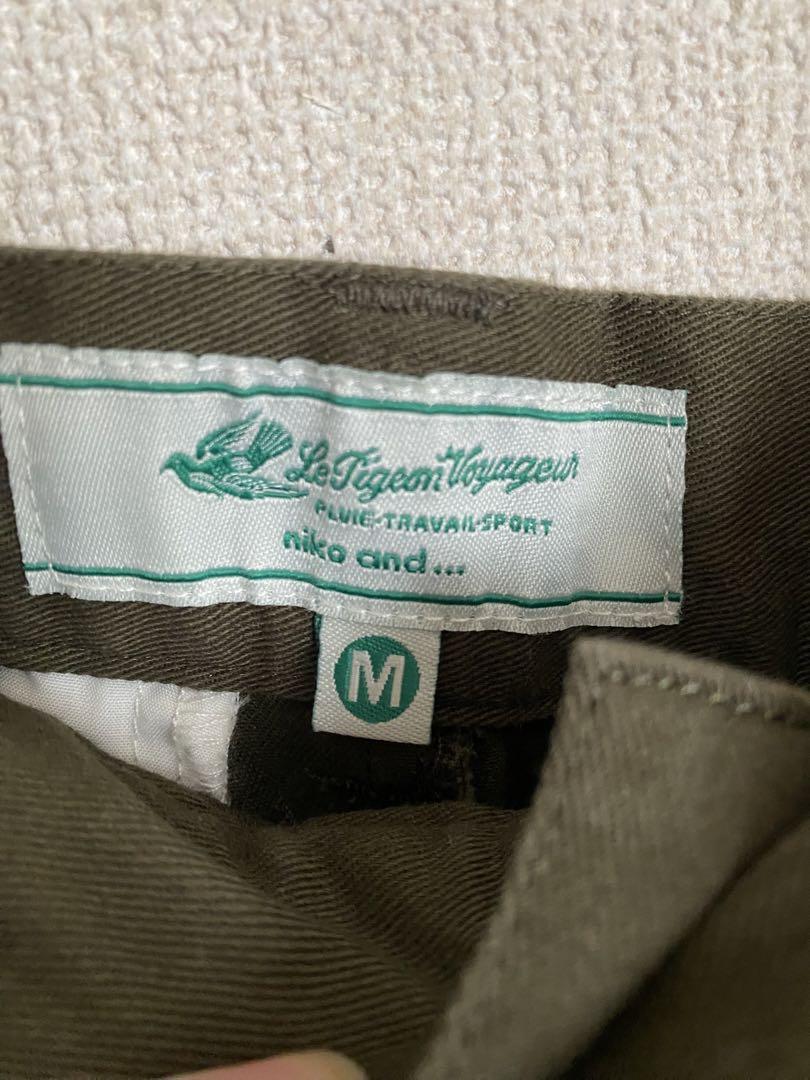 Le Pigeon Voyageur
PLUIE-TRAVAIL-SPORT
niko and...
M